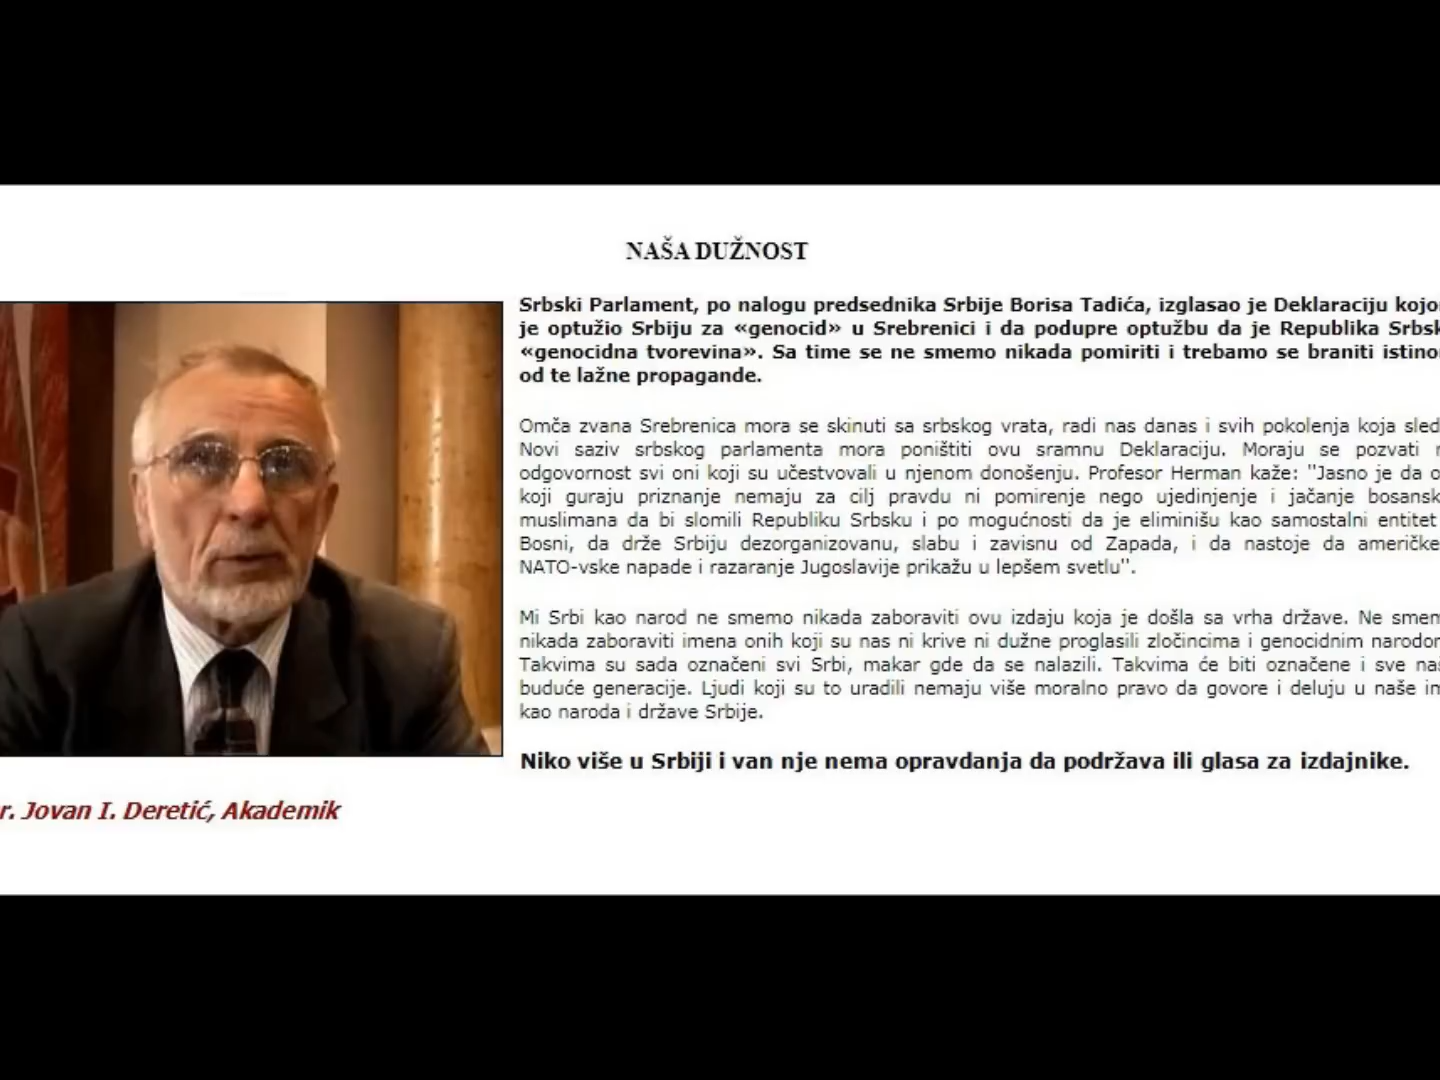 NAŠA DUŽNOST
Srbski Parlament, po nalogu predsednika Srbije Borisa Tadića, izglasao je Deklaraciju kojo
je optužio Srbiju za «genocid» u Srebrenici i da podupre optužbu da je Republika Srbsk
«genocidna tvorevina». Sa time se ne smemo nikada pomiriti i trebamo se braniti istino
od te lažne propagande.
Omča zvana Srebrenica mora se skinuti sa srbskog vrata, radi nas danas i svih pokolenja koja sled
Novi saziv srbskog parlamenta mora poništiti ovu sramnu Deklaraciju. Moraju se pozvati
odgovornost svi oni koji su učestvovali u njenom donošenju. Profesor Herman kaže: "Jasno je da o
koji guraju priznanje nemaju za cilj pravdu ni pomirenje nego ujedinjenje i jačanje bosansk
muslimana da bi slomili Republiku Srbsku i po mogućnosti da je eliminišu kao samostalni entitet
Bosni, da drže Srbiju dezorganizovanu, slabu i zavisnu od Zapada, i da nastoje da američke
NATO-vske napade i razaranje Jugoslavije prikažu u lepšem svetlu".
Mi Srbi kao narod ne smemo nikada zaboraviti ovu izdaju koja je došla sa vrha države. Ne smem
nikada zaboraviti imena onih koji su nas ni krive ni dužne proglasili zločincima i genocidnim narodom
Takvima su sada označeni svi Srbi, makar gde da se nalazili. Takvima će biti označene i sve naš
buduće generacije. Ljudi koji su to uradili nemaju više moralno pravo da govore i deluju u naše im
kao naroda i države Srbije.
Niko više u Srbiji i van nje nema opravdanja da podržava ili glasa za izdajnike.
r. Jovan I. Deretić, Akademik